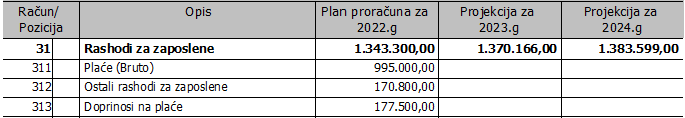 Račun/ Opis Plan proračuna za Projekcija za Projekcija za
Pozicija 2022.g 2023.g 2024.g
31 Rashodi za zaposlene 1.343.300,00 1.370.166,00 1.383.599,00
311 Plaće (Bruto) 995.000,00
312 Ostali rashodi za zaposlene 170.800,00
313 Doprinosi na plaće 177.500,00